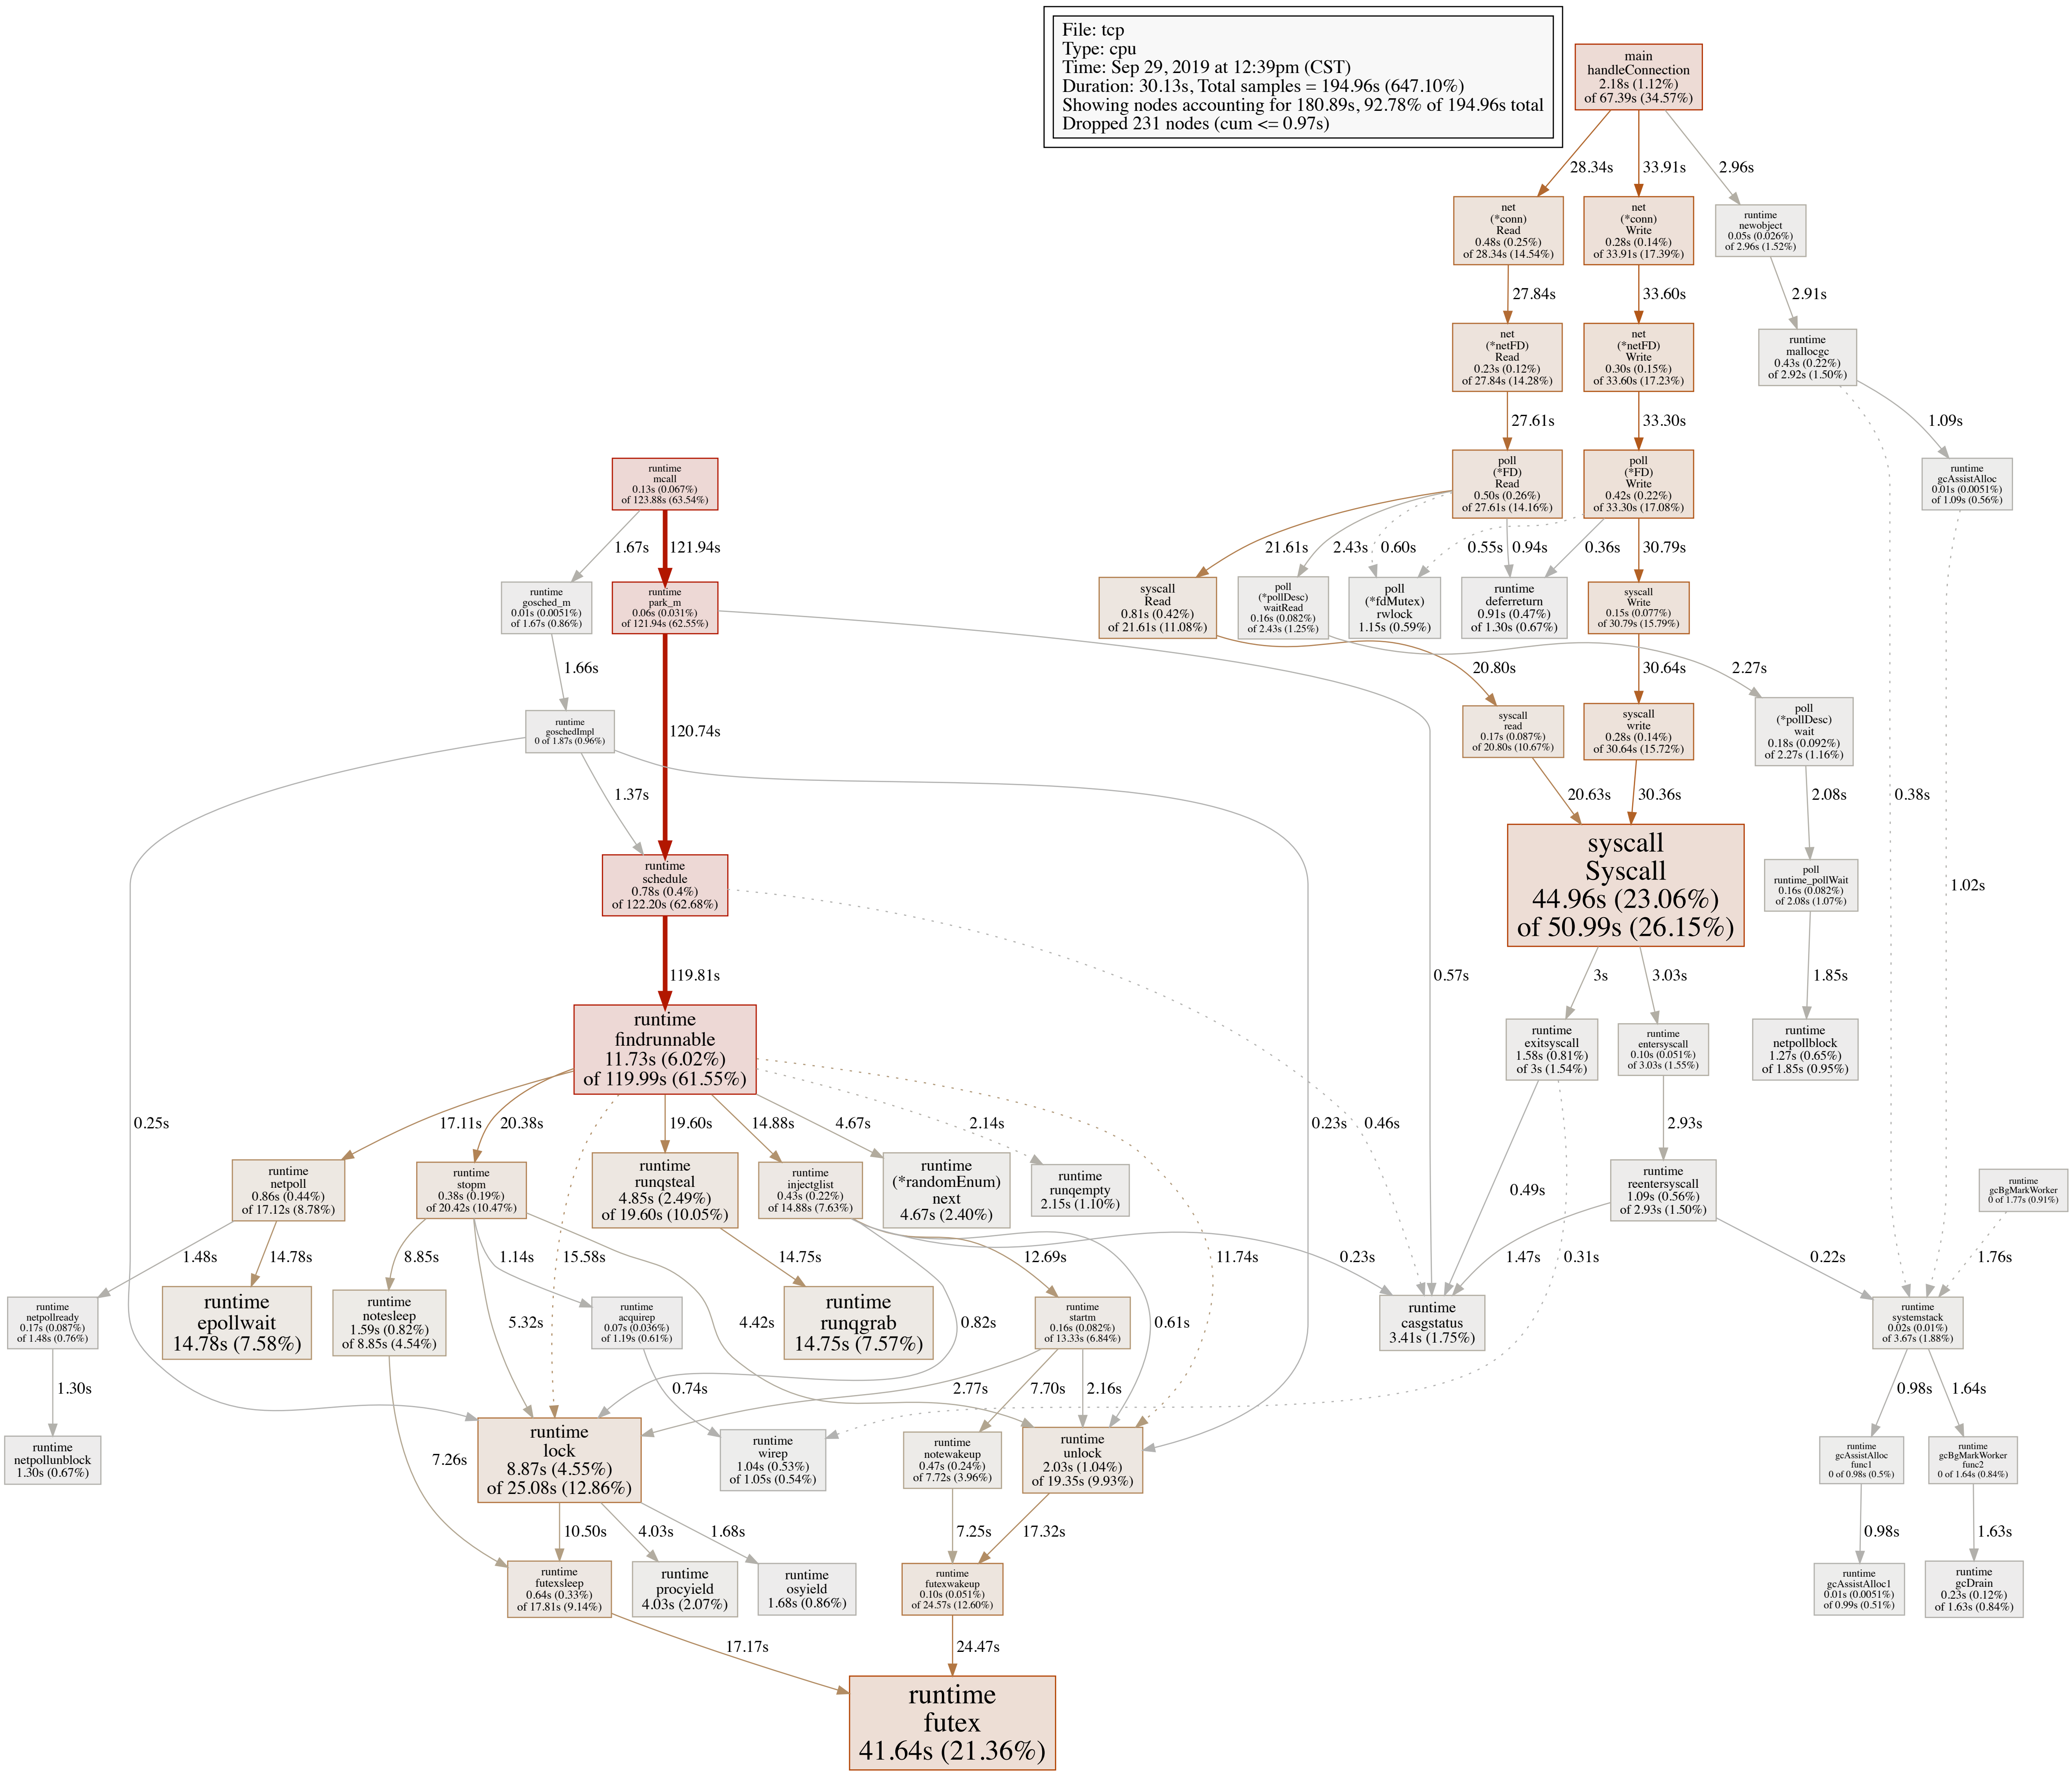 File: tcp
Type: cpu
Time: Sep 29, 2019 at 12:39pm (CST)
Duration: 30.13s, Total samples = 194.96s (647.10%)
Showing nodes accounting for 180.89s, 92.78% of 194.96s total
Dropped 231 nodes (cum <= 0.97s)
main
handleConnection
2.18s (1.12%)
of 67.39s (34.57%)
28.34s
33.91s
2.96s
net
(*conn)
Read
0.48s (0.25%)
of 28.34s (14.54%)
net
(*conn)
Write
0.28s (0.14%)
of 33.91s (17.39%)
runtime
newobject
0.05s (0.026%)
of 2.96s (1.52%)
27.84s
33.60s
2.91s
net
(*netFD)
Read
0.23s (0.12%)
of 27.84s (14.28%)
net
(*netFD)
Write
0.30s (0.15%)
of 33.60s (17.23%)
runtime
mallocgc
0.43s (0.22%)
of 2.92s (1.50%)
27.61s
33.30s
1.09s
runtime
mcall
0.13s (0.067%)
of 123.88s (63.54%)
poll
(*FD)
Read
0.50s (0.26%)
of 27.61s (14.16%)
poll
(*FD)
Write
0.42s (0.22%)
of 33.30s (17.08%)
runtime
gcAssistAlloc
0.01s (0.0051%)
of 1.09s (0.56%)
1.67s
121.94s
21.61s
2.43s
0.60s
0.55s
0.94s
0.36s
30.79s
runtime
gosched_m
0.01s (0.0051%)
of 1.67s (0.86%)
runtime
park_m
0.06s (0.031%)
of 121.94s (62.55%)
syscall
Read
0.81s (0.42%)
of 21.61s (11.08%)
poll
(*pollDesc)
waitRead
0.16s (0.082%)
of 2.43s (1.25%)
poll
(*fdMutex)
rwlock
1.15s (0.59%)
runtime
deferreturn
0.91s (0.47%)
of 1.30s (0.67%)
syscall
Write
0.15s (0.077%)
of 30.79s (15.79%)
1.66s
20.80s
30.64s
2.27s
runtime
goschedImpl
0 of 1.87s (0.96%)
120.74s
syscall
read
0.17s (0.087%)
of 20.80s (10.67%)
syscall
write
0.28s (0.14%)
of 30.64s (15.72%)
poll
(*pollDesc)
wait
0.18s (0.092%)
of 2.27s (1.16%)
1.37s
20.63s
30.36s
2.08s
0.38s
runtime
schedule
0.78s (0.4%)
of 122.20s (62.68%)
syscall
Syscall
44.96s (23.06%)
of 50.99s (26.15%)
poll
runtime_pollWait
0.16s (0.082%)
of 2.08s (1.07%)
1.02s
119.81s
0.57s
3s
3.03s
1.85s
runtime
findrunnable
11.73s (6.02%)
of 119.99s (61.55%)
runtime
exitsyscall
1.58s (0.81%)
of 3s (1.54%)
runtime
entersyscall
0.10s (0.051%)
of 3.03s (1.55%)
runtime
netpollblock
1.27s (0.65%)
of 1.85s (0.95%)
0.25s
17.11s
20.38s
19.60s
14.88s
4.67s
2.14s
0.23s
0.46s
2.93s
runtime
netpoll
0.86s (0.44%)
of 17.12s (8.78%)
runtime
stopm
0.38s (0.19%)
of 20.42s (10.47%)
runtime
runqsteal
4.85s (2.49%)
of 19.60s (10.05%)
runtime
injectglist
0.43s (0.22%)
of 14.88s (7.63%)
runtime
(*randomEnum)
next
4.67s (2.40%)
runtime
runqempty
2.15s (1.10%)
0.49s
runtime
reentersyscall
1.09s (0.56%)
of 2.93s (1.50%)
runtime
gcBgMarkWorker
0 of 1.77s (0.91%)
1.48s
14.78s
8.85s
1.14s
15.58s
14.75s
12.69s
11.74s
0.23s
1.47s
0.31s
0.22s
1.76s
runtime
netpollready
0.17s (0.087%)
of 1.48s (0.76%)
runtime
epollwait
14.78s (7.58%)
runtime
notesleep
1.59s (0.82%)
of 8.85s (4.54%)
5.32s
runtime
acquirep
0.07s (0.036%)
of 1.19s (0.61%)
4.42s
runtime
runqgrab
14.75s (7.57%)
0.82s
runtime
startm
0.16s (0.082%)
of 13.33s (6.84%)
0.61s
runtime
casgstatus
3.41s (1.75%)
runtime
systemstack
0.02s (0.01%)
of 3.67s (1.88%)
1.30s
0.74s
2.77s
7.70s
2.16s
0.98s
1.64s
runtime
netpollunblock
1.30s (0.67%)
7.26s
runtime
lock
8.87s (4.55%)
of 25.08s (12.86%)
runtime
wirep
1.04s (0.53%)
of 1.05s (0.54%)
runtime
notewakeup
0.47s (0.24%)
of 7.72s (3.96%)
runtime
unlock
2.03s (1.04%)
of 19.35s (9.93%)
runtime
gcAssistAlloc
func1
0 of 0.98s (0.5%)
runtime
gcBgMarkWorker
func2
0 of 1.64s (0.84%)
10.50s
4.03s
1.68s
7.25s
17.32s
0.98s
1.63s
runtime
futexsleep
0.64s (0.33%)
of 17.81s (9.14%)
runtime
procyield
4.03s (2.07%)
runtime
osyield
1.68s (0.86%)
runtime
futexwakeup
0.10s (0.051%)
of 24.57s (12.60%)
runtime
gcAssistAlloc1
0.01s (0.0051%)
of 0.99s (0.51%)
runtime
gcDrain
0.23s (0.12%)
of 1.63s (0.84%)
17.17s
24.47s
runtime
futex
41.64s (21.36%)